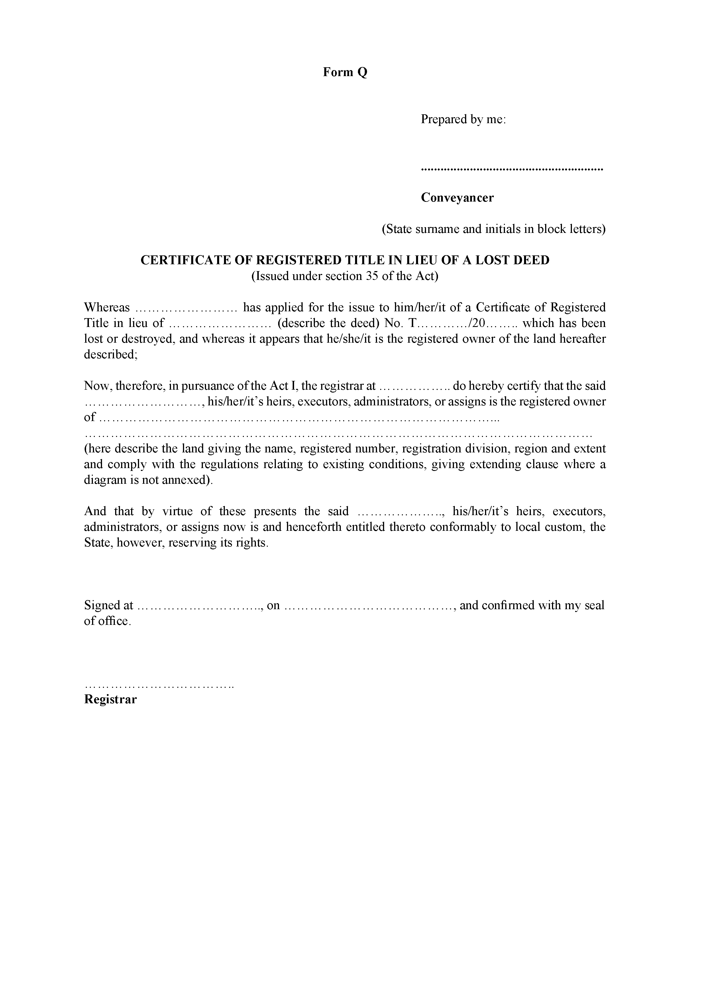 Form Q
Prepared by me:
........................................................
Conveyancer
(State surname and initials in block letters)
CERTIFICATE OF REGISTERED TITLE IN LIEU OF A LOST DEED
(Issued under section 35 of the Act)
Whereas …………………… has applied for the issue to him/her/it of a Certificate of Registered
Title in lieu of …………………… (describe the deed) No. T…………/20…….. which has been
lost or destroyed, and whereas it appears that he/she/it is the registered owner of the land hereafter
described;
Now, therefore, in pursuance of the Act I, the registrar at …………….. do hereby certify that the said
………………………, his/her/it’s heirs, executors, administrators, or assigns is the registered owner
of ………………………………………………………………………………...
………………………………………………………………………………………………………
(here describe the land giving the name, registered number, registration division, region and extent
and comply with the regulations relating to existing conditions, giving extending clause where a
diagram is not annexed).
And that by virtue of these presents the said ……………….., his/her/it’s heirs, executors,
administrators, or assigns now is and henceforth entitled thereto conformably to local custom, the
State, however, reserving its rights.
Signed at ……………………….., on …………………………………, and confirmed with my seal
of office.
……………………………..
Registrar